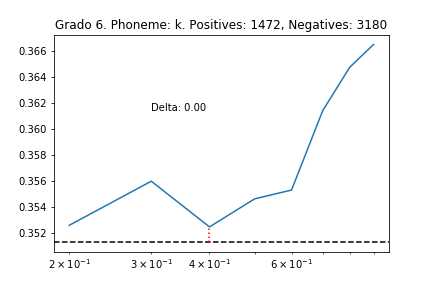 Grado 6. Phoneme: k. Positives: 1472, Negatives: 3180
0.366
0.364
0.362
Delta: 0.00
0.360
0.358
0.356
0.354
0.352
2 × 10⁻¹ 3 × 10⁻¹ 4 × 10⁻¹ 6 × 10⁻¹